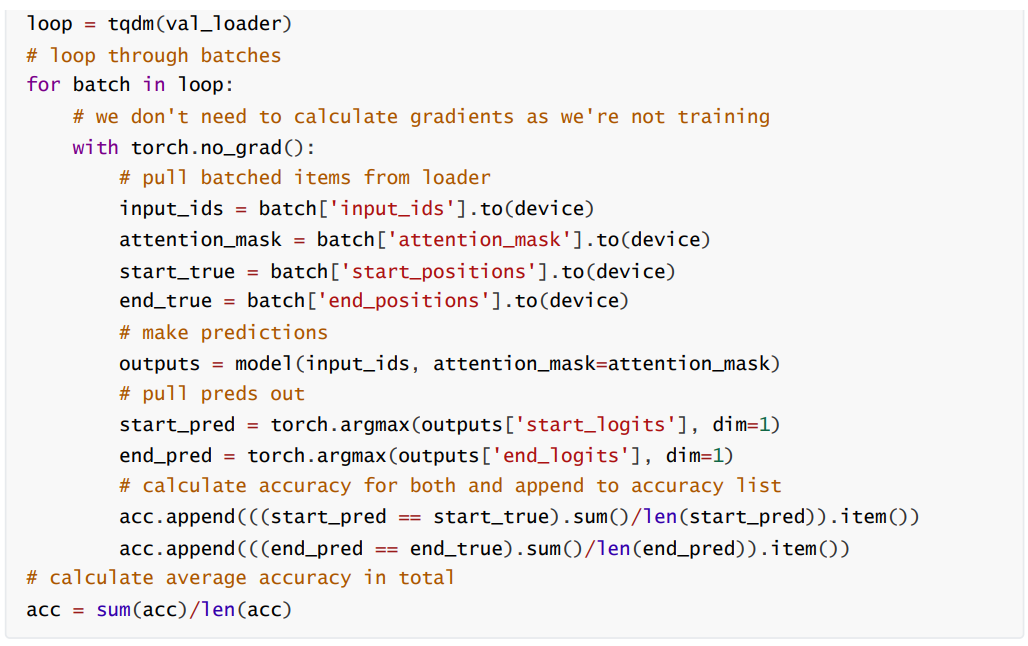 loop = tqdm(val_loader)
# loop through batches
for batch in loop:
    # we don't need to calculate gradients as we're not training
    with torch.no_grad():
        # pull batched items from loader
        input_ids = batch['input_ids'].to(device)
        attention_mask = batch['attention_mask'].to(device)
        start_true = batch['start_positions'].to(device)
        end_true = batch['end_positions'].to(device)
        # make predictions
        outputs = model(input_ids, attention_mask=attention_mask)
        # pull preds out
        start_pred = torch.argmax(outputs['start_logits'], dim=1)
        end_pred = torch.argmax(outputs['end_logits'], dim=1)
        # calculate accuracy for both and append to accuracy list
        acc.append(((start_pred == start_true).sum()/len(start_pred)).item())
        acc.append(((end_pred == end_true).sum()/len(end_pred)).item())
# calculate average accuracy in total
acc = sum(acc)/len(acc)